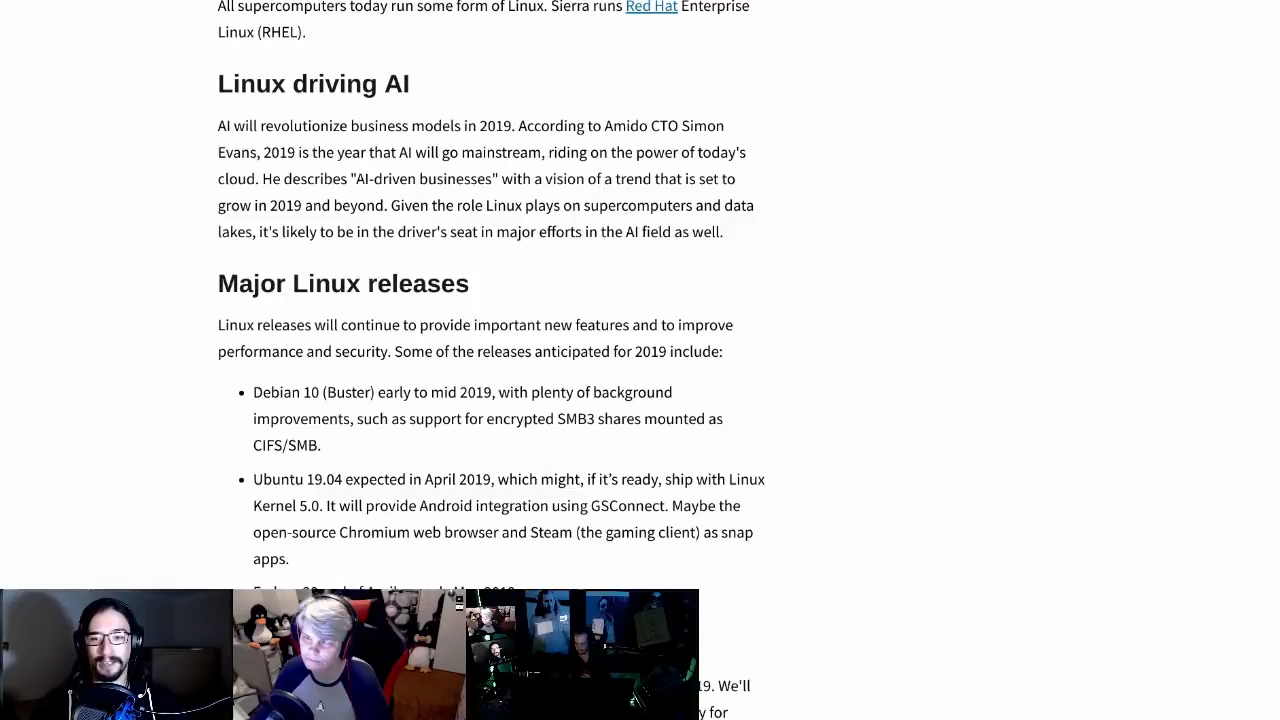 All supercomputers today run some form of Linux. Sierra runs Red Hat Enterprise
Linux (RHEL).
Linux driving AI
AI will revolutionize business models in 2019. According to Amido CTO Simon
Evans, 2019 is the year that AI will go mainstream, riding on the power of today's
cloud. He describes "AI-driven businesses" with a vision of a trend that is set to
grow in 2019 and beyond. Given the role Linux plays on supercomputers and data
lakes, it's likely to be in the driver's seat in major efforts in the AI field as well.
Major Linux releases
Linux releases will continue to provide important new features and to improve
performance and security. Some of the releases anticipated for 2019 include:
Debian 10 (Buster) early to mid 2019, with plenty of background
improvements, such as support for encrypted SMB3 shares mounted as
CIFS/SMB.
Ubuntu 19.04 expected in April 2019, which might, if it’s ready, ship with Linux
Kernel 5.0. It will provide Android integration using GSConnect. Maybe the
open-source Chromium web browser and Steam (the gaming client) as snap
apps.
19. We'll
for